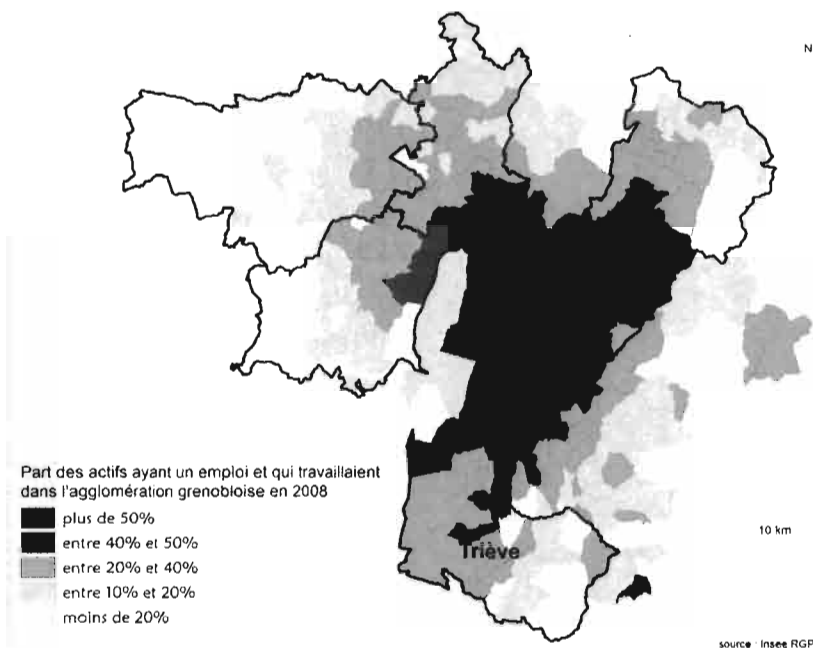 N
Part des actifs ayant un emploi et qui travaillaient
dans l'agglomération grenobloise en 2008
plus de 50%
entre 40% et 50%
entre 20% et 40%
entre 10% et 20%
moins de 20%
Triève
10 km
source : Insee RGP